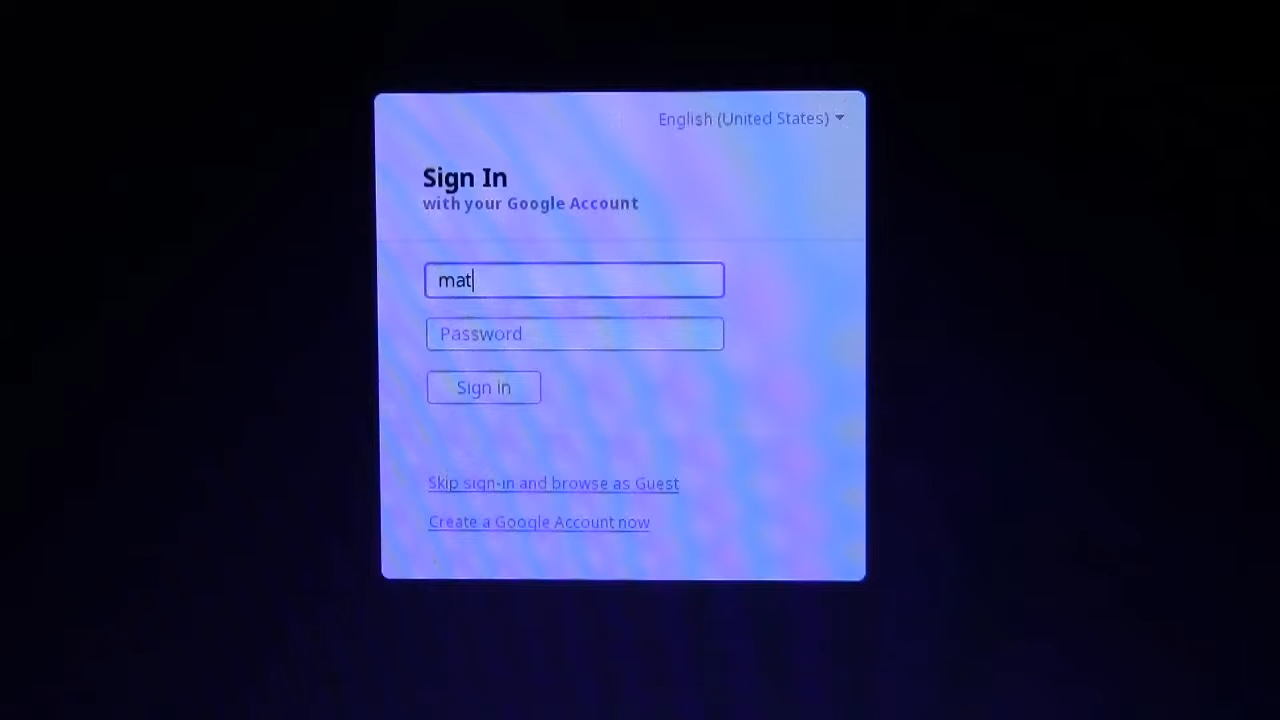 English (United States)
Sign In
with your Google Account
mat
Password
Sign in
Skip sign-in and browse as Guest
Create a Google Account now